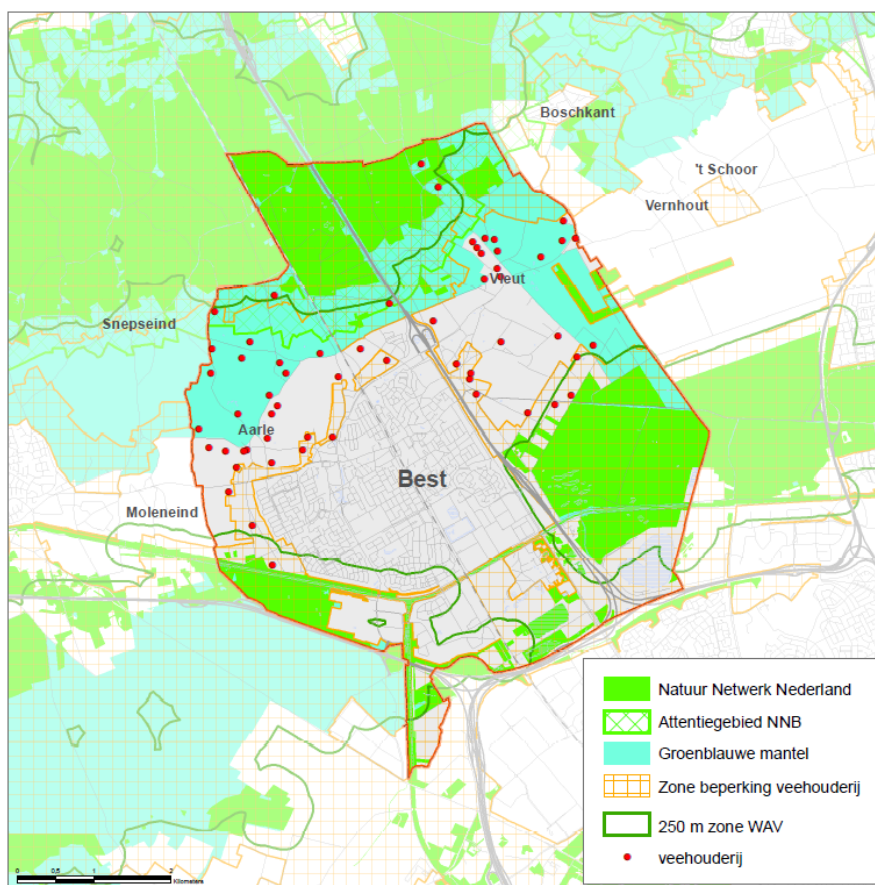 Boschkant
't Schoor
Vernhout
Vleut
Snepseind
Aarle
Best
Moleneind
Natuur Netwerk Nederland
Attentiegebied NNB
Groenblauwe mantel
Zone beperking veehouderij
250 m zone WAV
veehouderij
0 0,5 1 2
Kilometers